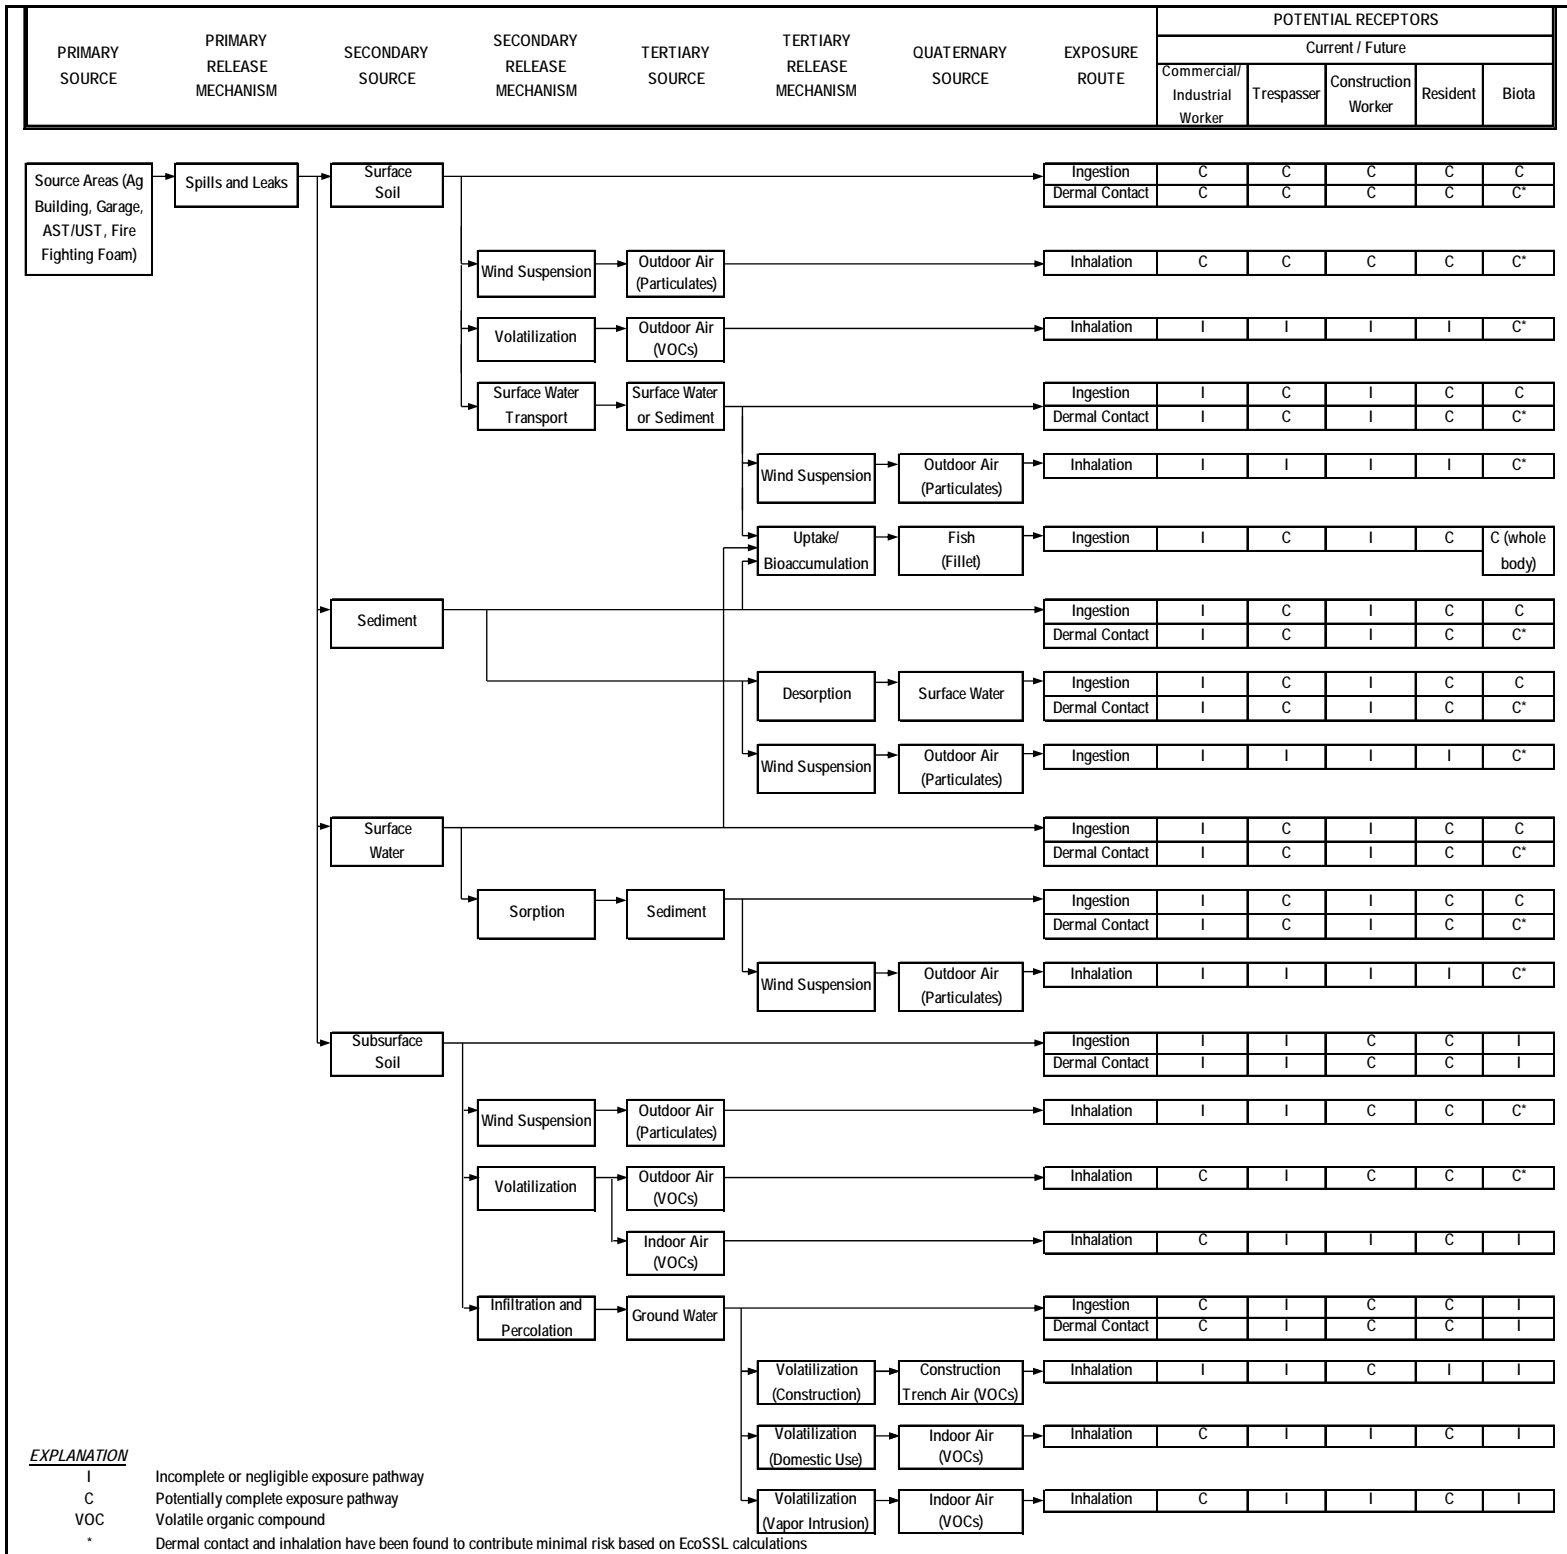 POTENTIAL RECEPTORS
Current / Future
PRIMARY
SOURCE
PRIMARY
RELEASE
MECHANISM
SECONDARY
SOURCE
SECONDARY
RELEASE
MECHANISM
TERTIARY
SOURCE
TERTIARY
RELEASE
MECHANISM
QUATERNARY
SOURCE
EXPOSURE
ROUTE
Commercial/
Industrial
Worker
Trespasser
Construction
Worker
Resident
Biota
Source Areas (Ag
Building, Garage,
AST/UST, Fire
Fighting Foam)
Spills and Leaks
Surface
Soil
Ingestion C C C C C
Dermal Contact C C C C C*
Wind Suspension
Outdoor Air
(Particulates)
Inhalation C C C C C*
Volatilization
Outdoor Air
(VOCs)
Inhalation I I I I C*
Surface Water
Transport
Surface Water
or Sediment
Ingestion I C I C C
Dermal Contact I C I C C*
Wind Suspension
Outdoor Air
(Particulates)
Inhalation I I I I C*
Uptake/
Bioaccumulation
Fish
(Fillet)
Ingestion I C I C C (whole
body)
Sediment
Ingestion I C I C C
Dermal Contact I C I C C*
Desorption
Surface Water
Ingestion I C I C C
Dermal Contact I C I C C*
Wind Suspension
Outdoor Air
(Particulates)
Ingestion I I I I C*
Surface
Water
Ingestion I C I C C
Dermal Contact I C I C C*
Sorption
Sediment
Ingestion I C I C C
Dermal Contact I C I C C*
Wind Suspension
Outdoor Air
(Particulates)
Inhalation I I I I C*
Subsurface
Soil
Ingestion I I C C I
Dermal Contact I I C C I
Wind Suspension
Outdoor Air
(Particulates)
Inhalation I I C C C*
Volatilization
Outdoor Air
(VOCs)
Inhalation C I C C C*
Indoor Air
(VOCs)
Inhalation C I I C I
Infiltration and
Percolation
Ground Water
Ingestion C I C C I
Dermal Contact C I C C I
Volatilization
(Construction)
Construction
Trench Air (VOCs)
Inhalation I I C I I
Volatilization
(Domestic Use)
Indoor Air
(VOCs)
Inhalation C I I C I
Volatilization
(Vapor Intrusion)
Indoor Air
(VOCs)
Inhalation C I I C I
EXPLANATION
I Incomplete or negligible exposure pathway
C Potentially complete exposure pathway
VOC Volatile organic compound
* Dermal contact and inhalation have been found to contribute minimal risk based on EcoSSL calculations